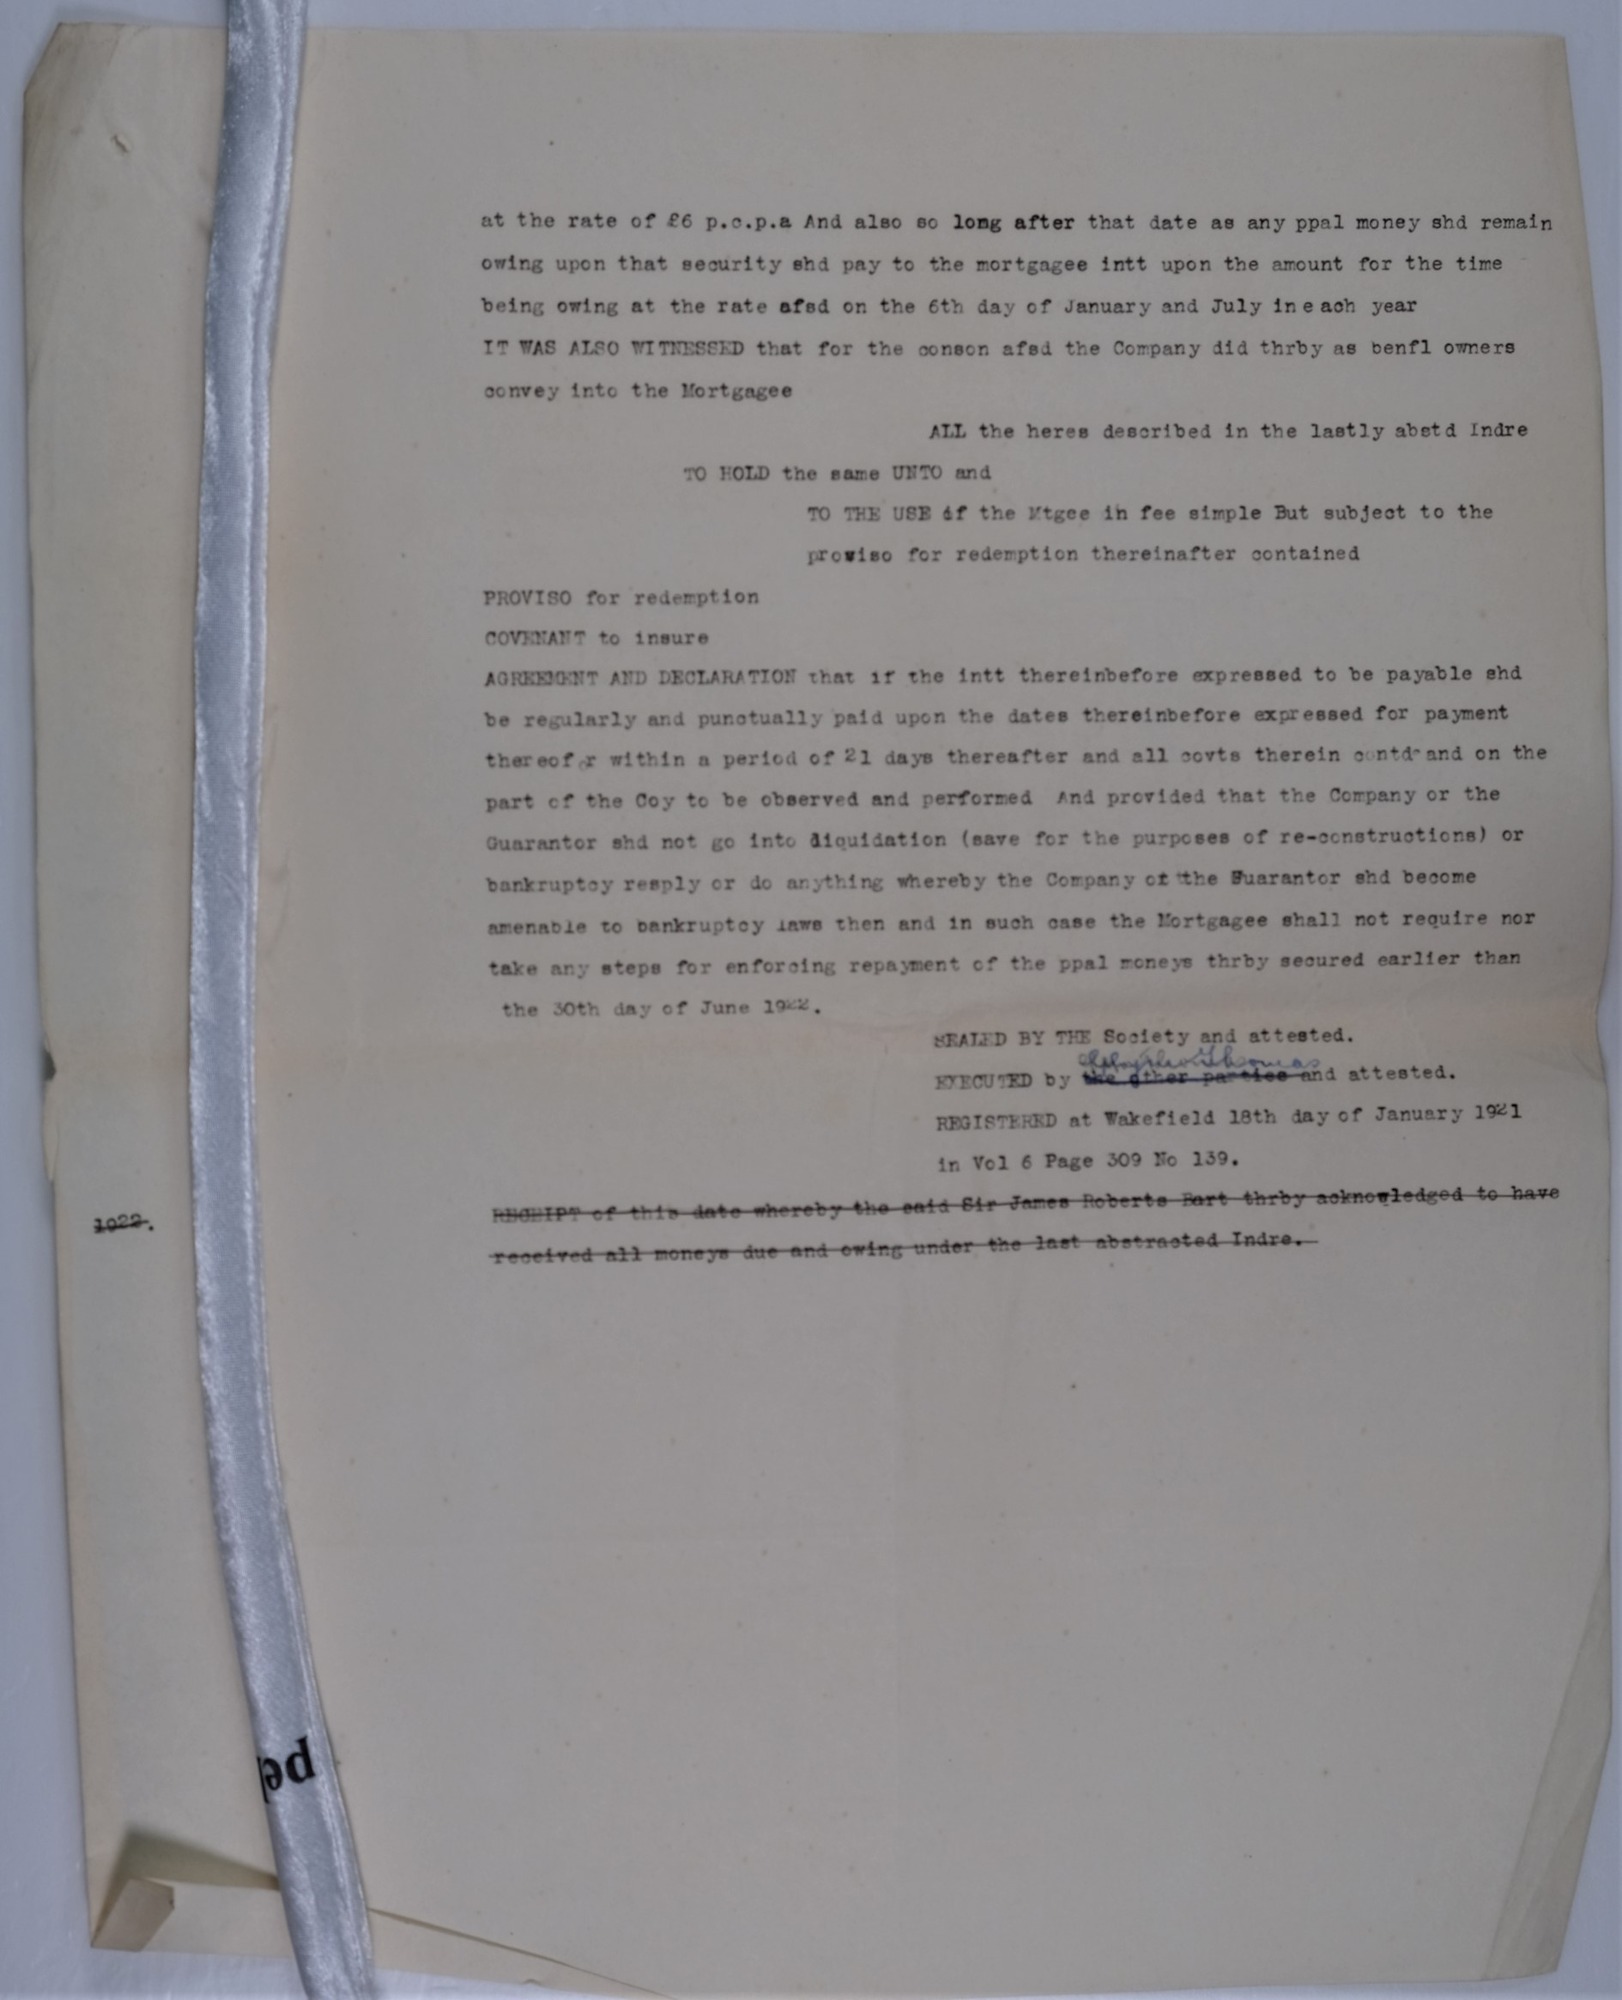 at the rate of £6 p.c.p.a And also so long after that date as any ppal money shd remain
owing upon that security shd pay to the mortgagee intt upon the amount for the time
being owing at the rate afsd on the 6th day of January and July in each year
IT WAS ALSO WITNESSED that for the conson afsd the Company did thrby as benfl owners
convey into the Mortgagee
ALL the heres described in the lastly abstd Indre
TO HOLD the same UNTO and
TO THE USE of the Mtgee in fee simple But subject to the
proviso for redemption thereinafter contained
PROVISO for redemption
COVENANT to insure
AGREEMENT AND DECLARATION that if the intt thereinbefore expressed to be payable shd
be regularly and punctually paid upon the dates thereinbefore expressed for payment
thereof r within a period of 21 days thereafter and all covts therein contd and on the
part of the Coy to be observed and performed And provided that the Company or the
Guarantor shd not go into liquidation (save for the purposes of re-constructions) or
bankruptcy resply or do anything whereby the Company or the Guarantor shd become
amenable to bankruptcy laws then and in such case the Mortgagee shall not require nor
take any steps for enforcing repayment of the ppal moneys thrby secured earlier than
the 30th day of June 1922.
SEALED BY THE Society and attested.
Thomas
EXECUTED by the other parties and attested.
REGISTERED at Wakefield 18th day of January 1921
in Vol 6 Page 309 No 139.
1922. RECEIPT of this date whereby the said Sir James Roberts Bart thrby acknowledged to have
received all moneys due and owing under the last abstracted Indre.